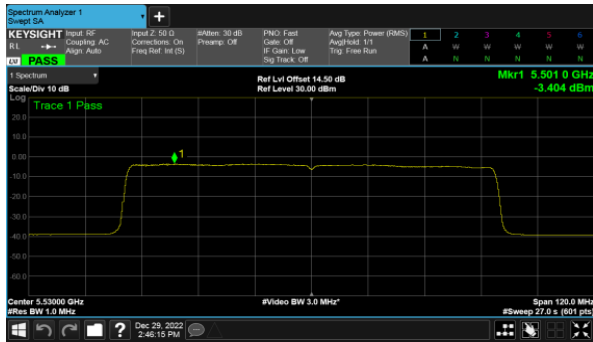 Spectrum Analyzer 1
Swept SA
+
KEYSIGHT Input: RF Input Z: 50 Ω #Atten: 30 dB PNO: Fast Avg Type: Power (RMS) 1 2 3 4 5 6
RL Coupling: AC Corrections: On Preamp: Off Gate: Off Avg|Hold: 1/1 A W W W W W
Align: Auto Freq Ref: Int (S) IF Gain: Low Trig: Free Run
LXI PASS Sig Track: Off A N N N N N
1 Spectrum Ref Lvl Offset 14.50 dB Mkr1 5.501 0 GHz
Scale/Div 10 dB Ref Level 30.00 dBm -3.404 dBm
Log
Trace 1 Pass
20.0
10.0
1
0.00
-10.0
-20.0
-30.0
-40.0
-50.0
-60.0
Center 5.53000 GHz #Video BW 3.0 MHz* Span 120.0 MHz
#Res BW 1.0 MHz #Sweep 27.0 s (601 pts)
? Dec 29, 2022
2:46:15 PM